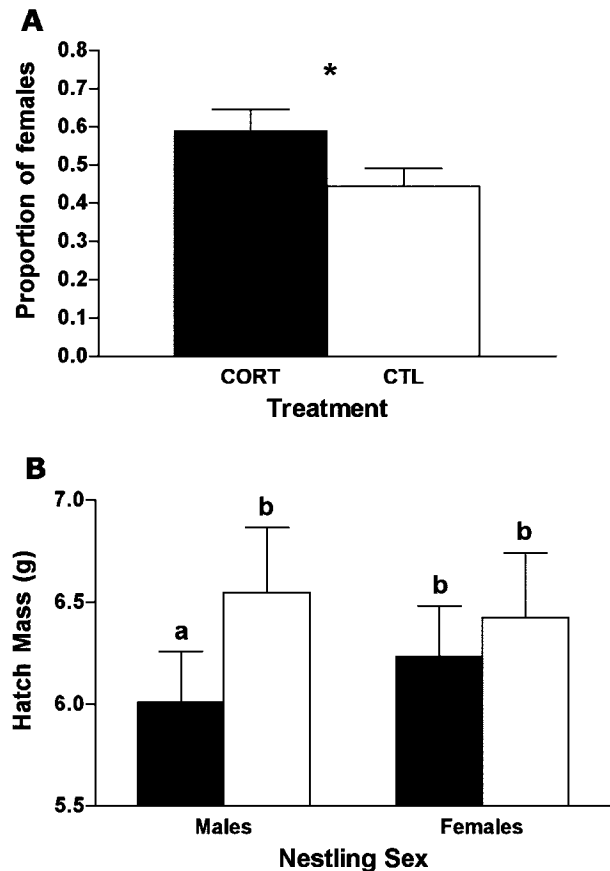 A
*
Proportion of females
0.8
0.7
0.6
0.5
0.4
0.3
0.2
0.1
0.0
CORT CTL
Treatment
B
Hatch Mass (g)
7.0
6.5
6.0
5.5
a b b b
Males Females
Nestling Sex